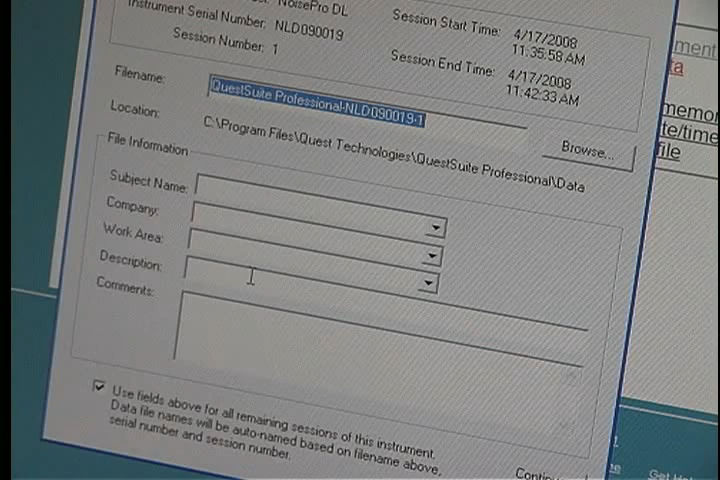 NoisePro DL
Instrument Serial Number: NLD090019
Session Number: 1
Session Start Time: 4/17/2008
11:35:58 AM
Session End Time: 4/17/2008
11:42:33 AM
Filename: QuestSuite Professional-NLD090019-1
Location: C:\Program Files\Quest Technologies\QuestSuite Professional\Data
Browse...
File Information
Subject Name:
Company:
Work Area:
Description:
Comments:
Use fields above for all remaining sessions of this instrument.
Data file names will be auto-named based on filename above,
serial number and session number.
file